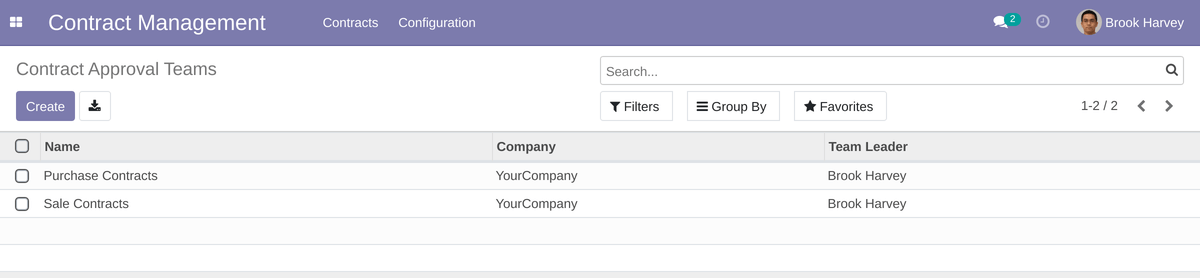 Contract Management Contracts Configuration 2 Brook Harvey
Contract Approval Teams Search...
Create Filters Group By Favorites 1-2 / 2
Name Company Team Leader
Purchase Contracts YourCompany Brook Harvey
Sale Contracts YourCompany Brook Harvey